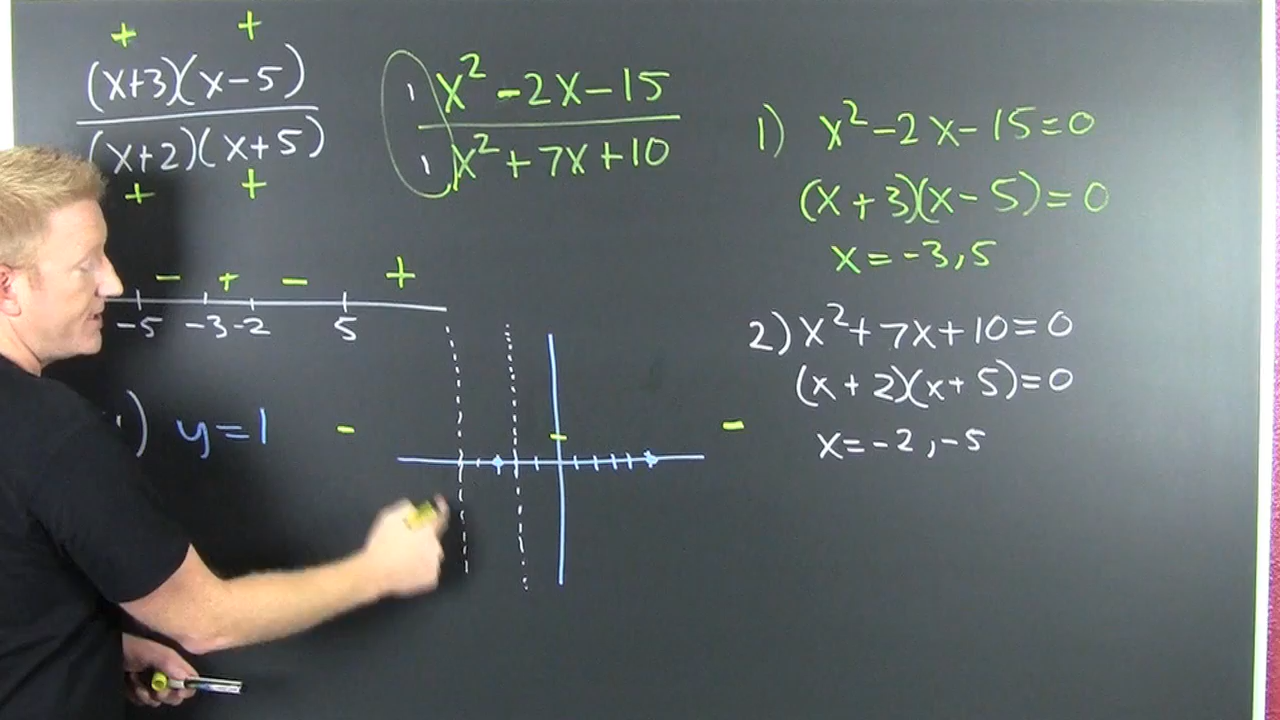 + +
(x+3)(x-5)
(x+2)(x+5)
+ +
1 x² -2x-15
1 x² +7x+10
- + - +
-5 -3 -2 5
) y=1
- -
1) x²-2x-15=0
(x+3)(x-5)=0
x=-3,5
2) x²+7x+10=0
(x+2)(x+5)=0
x=-2,-5